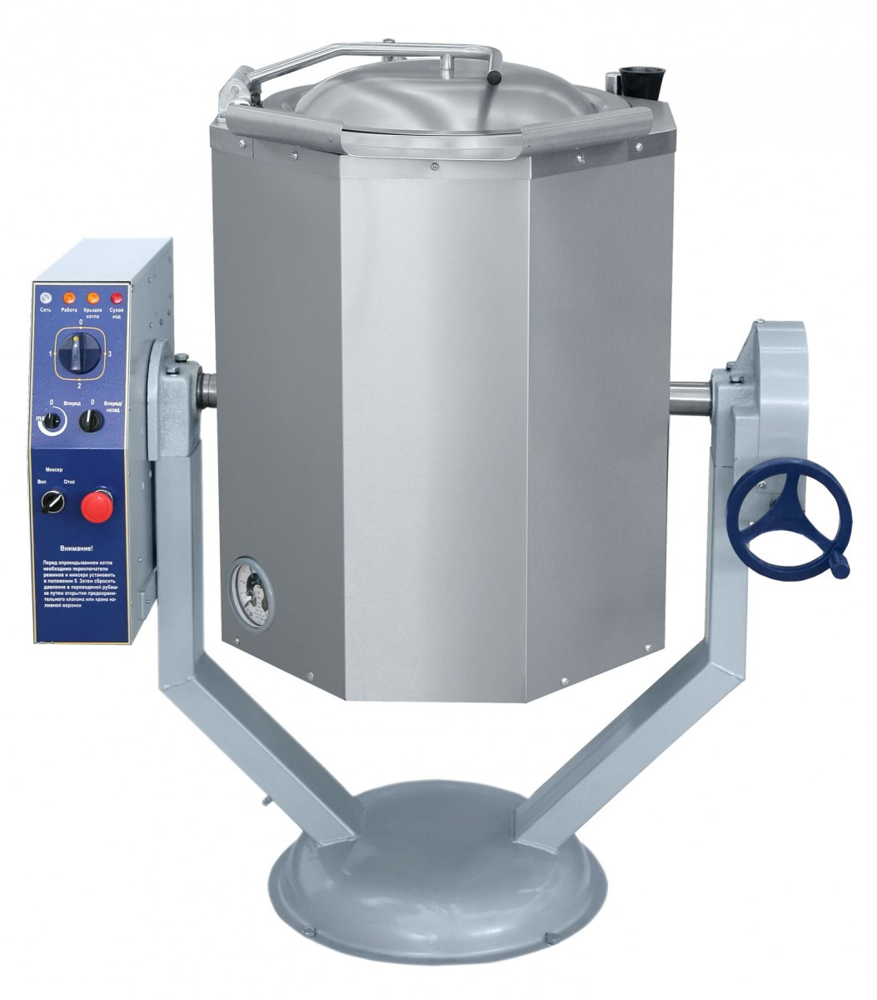 Сеть Работа Крышка котла Сухой ход
0
1 3
2
0 Вперед 0 Вперед/назад
Миксер
Вкл Откл
Внимание!
Перед опрокидыванием котла
необходимо переключатели
режимов и миксера установить
в положении 0. Затем сбросить
давление в пароводяной рубаш-
ке путем открытия предохрани-
тельного клапана или крана на-
ливной воронки